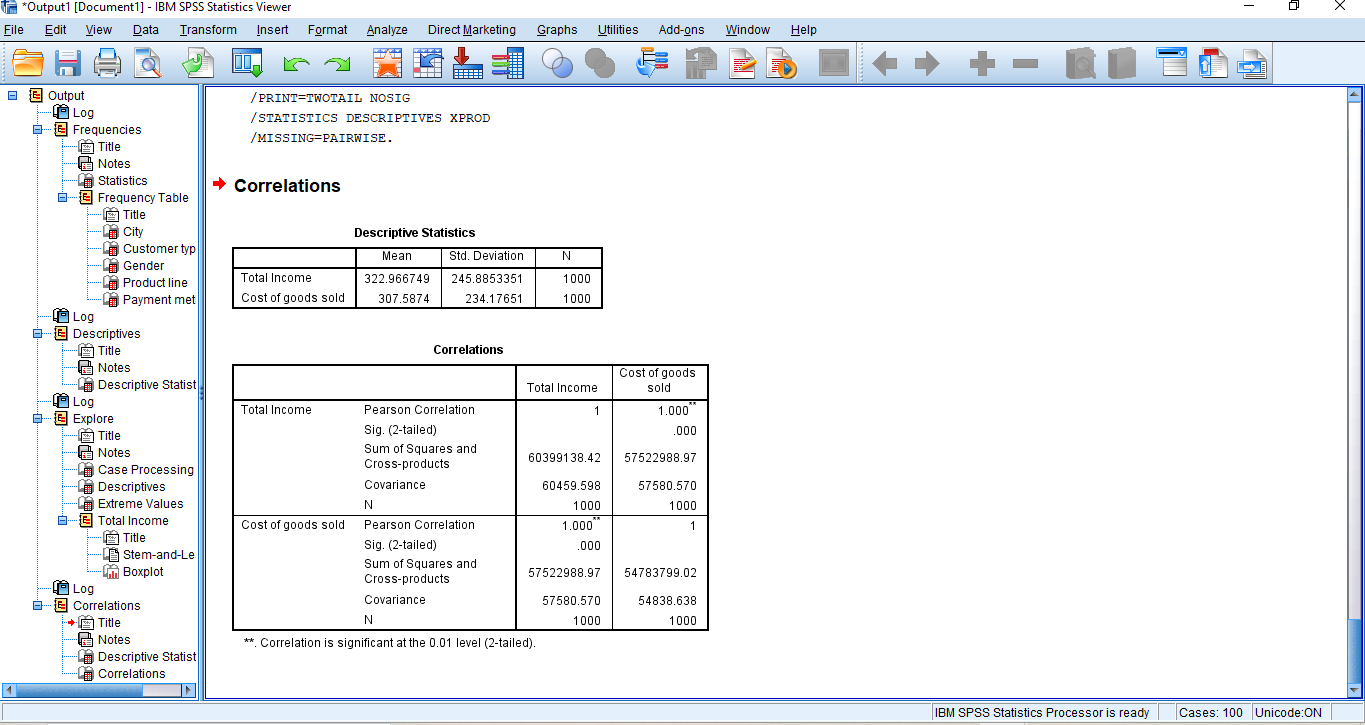 *Output1 [Document1] - IBM SPSS Statistics Viewer
File Edit View Data Transform Insert Format Analyze Direct Marketing Graphs Utilities Add-ons Window Help
Output
Log
Frequencies
Title
Notes
Statistics
Frequency Table
Title
City
Customer typ
Gender
Product line
Payment met
Log
Descriptives
Title
Notes
Descriptive Statist
Log
Explore
Title
Notes
Case Processing
Descriptives
Extreme Values
Total Income
Title
Stem-and-Le
Boxplot
Log
Correlations
Title
Notes
Descriptive Statist
Correlations
/PRINT=TWOTAIL NOSIG
/STATISTICS DESCRIPTIVES XPROD
/MISSING=PAIRWISE.
Correlations
Descriptive Statistics
Mean Std. Deviation N
Total Income 322.966749 245.8853351 1000
Cost of goods sold 307.5874 234.17651 1000
Correlations
Total Income Cost of goods
sold
Total Income Pearson Correlation 1 1.000**
Sig. (2-tailed) .000
Sum of Squares and
Cross-products 60399138.42 57522988.97
Covariance 60459.598 57580.570
N 1000 1000
Cost of goods sold Pearson Correlation 1.000** 1
Sig. (2-tailed) .000
Sum of Squares and
Cross-products 57522988.97 54783799.02
Covariance 57580.570 54838.638
N 1000 1000
**. Correlation is significant at the 0.01 level (2-tailed).
IBM SPSS Statistics Processor is ready Cases: 100 Unicode:ON